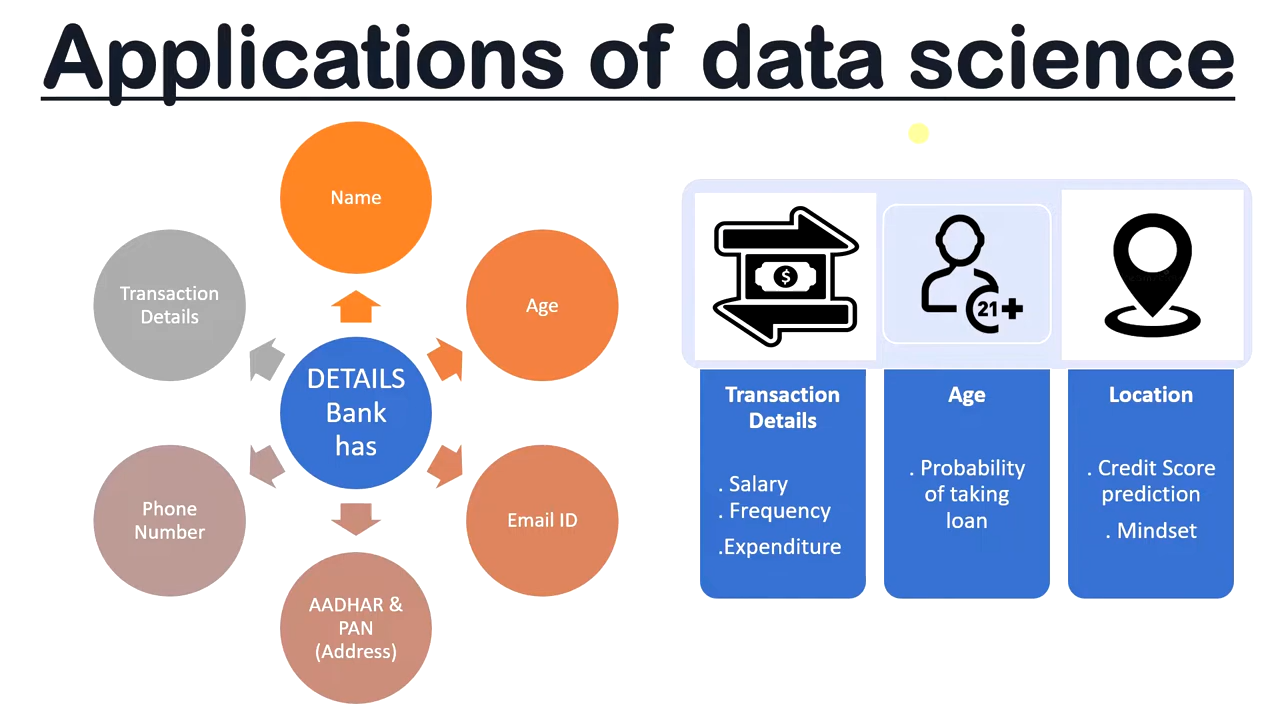 Applications of data science
Name
Transaction
Details
Age
DETAILS
Bank
has
Phone
Number
Email ID
AADHAR &
PAN
(Address)
$
21+
Transaction
Details
. Salary
. Frequency
.Expenditure
Age
. Probability
of taking
loan
Location
. Credit Score
prediction
. Mindset